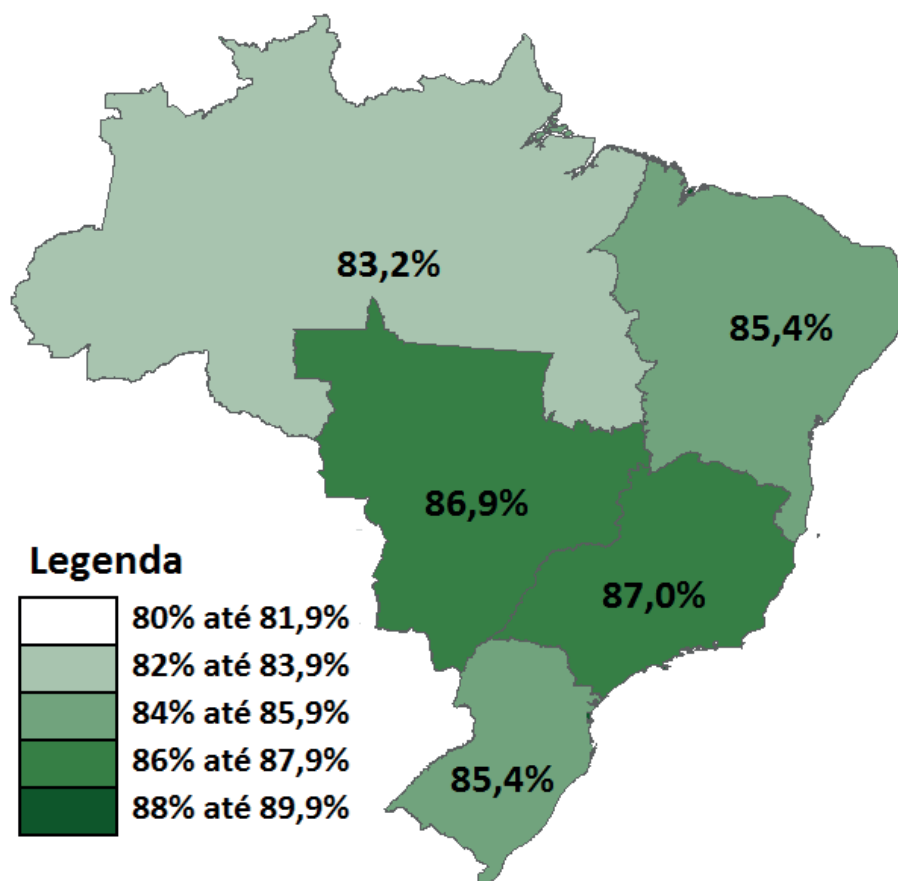 83,2%
85,4%
86,9%
87,0%
85,4%
Legenda
80% até 81,9%
82% até 83,9%
84% até 85,9%
86% até 87,9%
88% até 89,9%